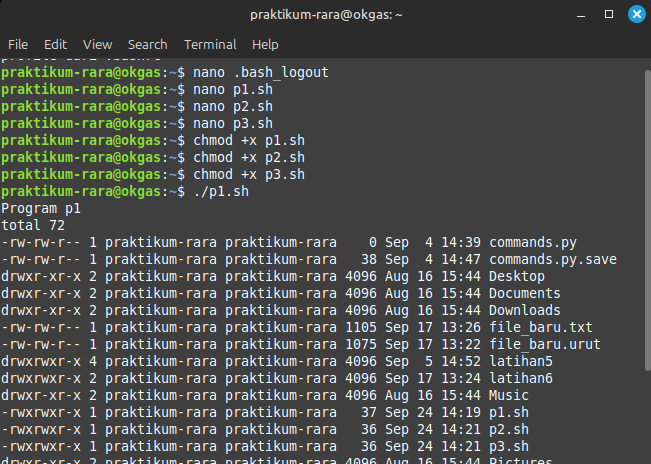 praktikum-rara@okgas: ~
File Edit View Search Terminal Help
praktikum-rara@okgas:~$ nano .bash_logout
praktikum-rara@okgas:~$ nano p1.sh
praktikum-rara@okgas:~$ nano p2.sh
praktikum-rara@okgas:~$ nano p3.sh
praktikum-rara@okgas:~$ chmod +x p1.sh
praktikum-rara@okgas:~$ chmod +x p2.sh
praktikum-rara@okgas:~$ chmod +x p3.sh
praktikum-rara@okgas:~$ ./p1.sh
Program p1
total 72
-rw-rw-r-- 1 praktikum-rara praktikum-rara    0 Sep  4 14:39 commands.py
-rw-rw-r-- 1 praktikum-rara praktikum-rara   38 Sep  4 14:47 commands.py.save
drwxr-xr-x 2 praktikum-rara praktikum-rara 4096 Aug 16 15:44 Desktop
drwxr-xr-x 2 praktikum-rara praktikum-rara 4096 Aug 16 15:44 Documents
drwxr-xr-x 2 praktikum-rara praktikum-rara 4096 Aug 16 15:44 Downloads
-rw-rw-r-- 1 praktikum-rara praktikum-rara 1105 Sep 17 13:26 file_baru.txt
-rw-rw-r-- 1 praktikum-rara praktikum-rara 1075 Sep 17 13:22 file_baru.urut
drwxrwxr-x 4 praktikum-rara praktikum-rara 4096 Sep  5 14:52 latihan5
drwxrwxr-x 2 praktikum-rara praktikum-rara 4096 Sep 17 13:24 latihan6
drwxr-xr-x 2 praktikum-rara praktikum-rara 4096 Aug 16 15:44 Music
-rwxrwxr-x 1 praktikum-rara praktikum-rara   37 Sep 24 14:19 p1.sh
-rwxrwxr-x 1 praktikum-rara praktikum-rara   36 Sep 24 14:21 p2.sh
-rwxrwxr-x 1 praktikum-rara praktikum-rara   36 Sep 24 14:21 p3.sh
drwxr-xr-x 2 praktikum-rara praktikum-rara 4096 Aug 16 15:44 Pictures